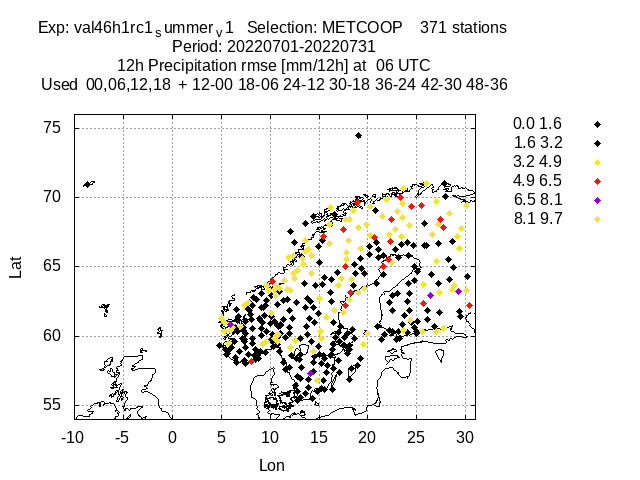 Exp: val46h1rc1summerv1 Selection: METCOOP 371 stations
Period: 20220701-20220731
12h Precipitation rmse [mm/12h] at 06 UTC
Used 00,06,12,18 + 12-00 18-06 24-12 30-18 36-24 42-30 48-36
75
70
65
60
55
Lat
-10 -5 0 5 10 15 20 25 30
Lon
0.0 1.6
1.6 3.2
3.2 4.9
4.9 6.5
6.5 8.1
8.1 9.7